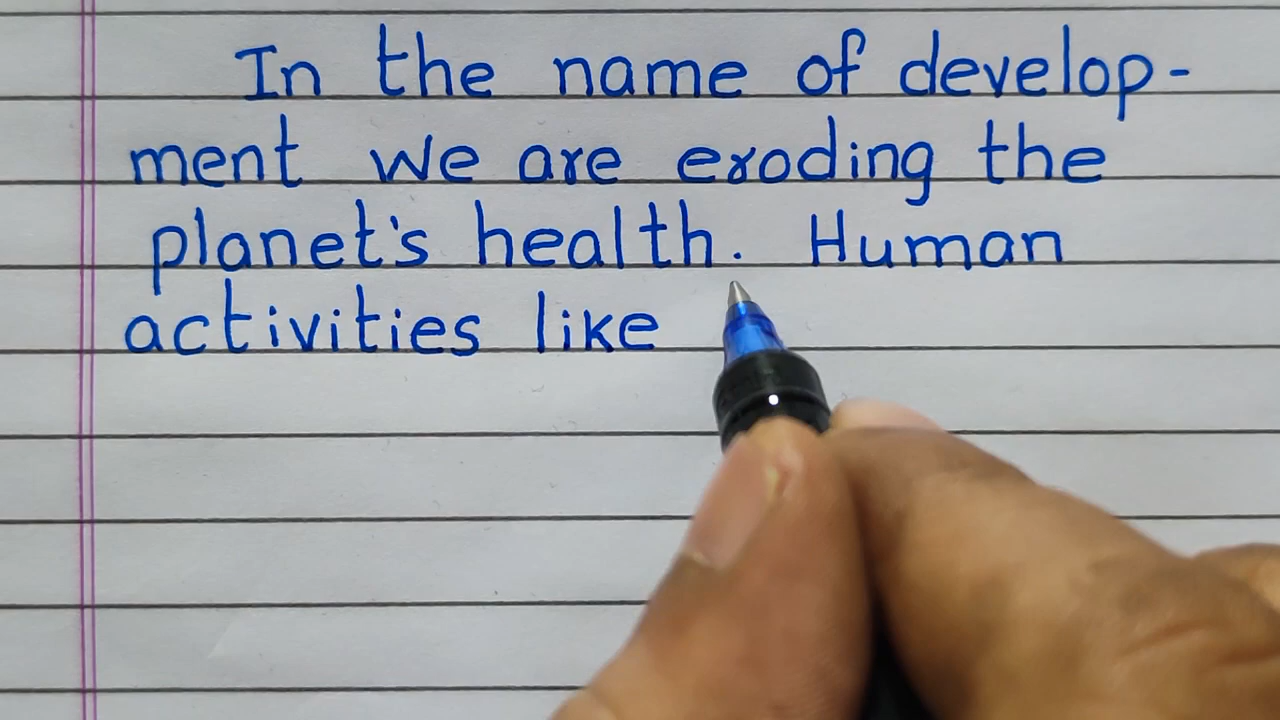 In the name of develop-
ment we are eroding the
planet's health. Human
activities like